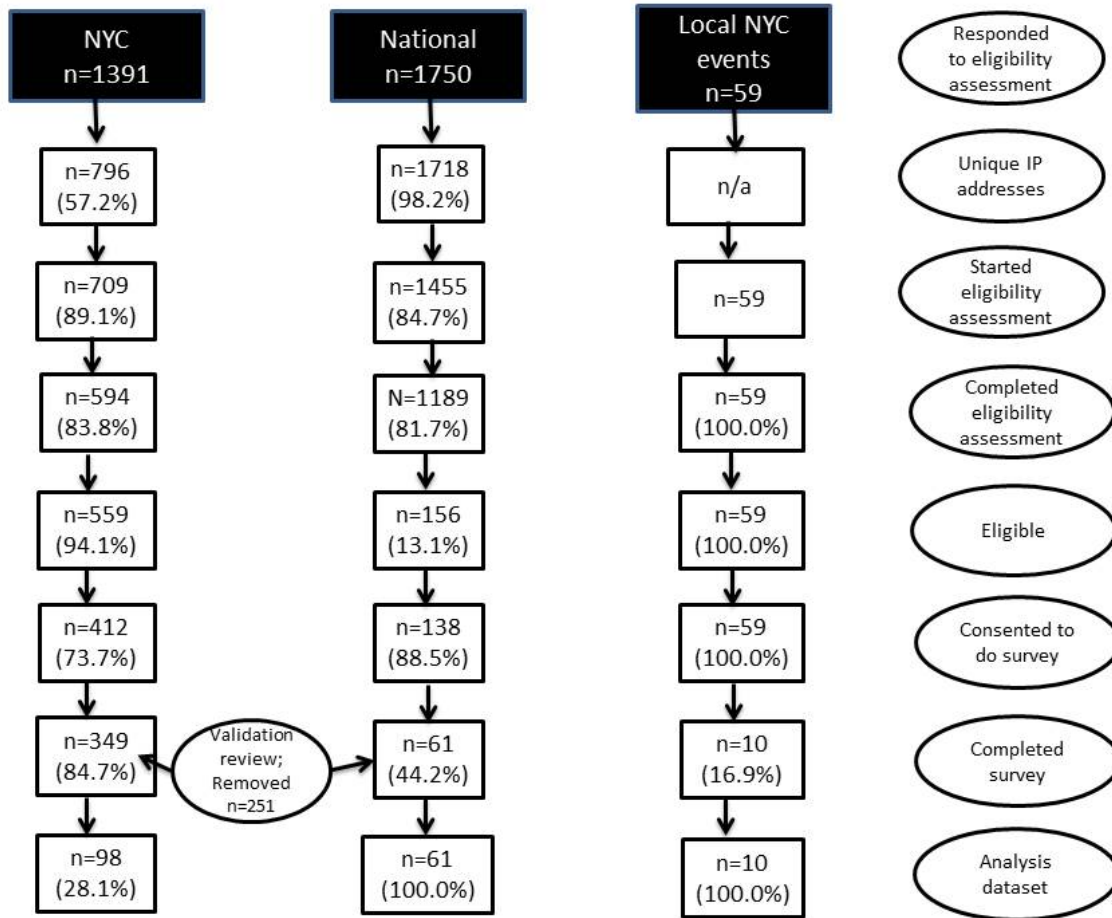 NYC
n=1391
National
n=1750
Local NYC
events
n=59
Responded
to eligibility
assessment
n=796
(57.2%)
n=1718
(98.2%)
n/a
Unique IP
addresses
n=709
(89.1%)
n=1455
(84.7%)
n=59
Started
eligibility
assessment
n=594
(83.8%)
N=1189
(81.7%)
n=59
(100.0%)
Completed
eligibility
assessment
n=559
(94.1%)
n=156
(13.1%)
n=59
(100.0%)
Eligible
n=412
(73.7%)
n=138
(88.5%)
n=59
(100.0%)
Consented to
do survey
n=349
(84.7%)
Validation
review;
Removed
n=251
n=61
(44.2%)
n=10
(16.9%)
Completed
survey
n=98
(28.1%)
n=61
(100.0%)
n=10
(100.0%)
Analysis
dataset